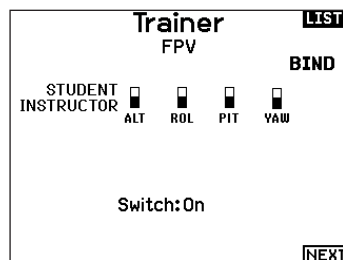 Trainer
LIST
FPV
BIND
STUDENT
INSTRUCTOR
ALT ROL PIT YAW
Switch:On
NEXT